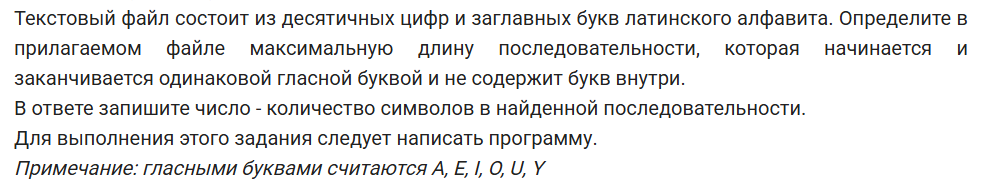 Текстовый файл состоит из десятичных цифр и заглавных букв латинского алфавита. Определите в
прилагаемом файле максимальную длину последовательности, которая начинается и
заканчивается одинаковой гласной буквой и не содержит букв внутри.
В ответе запишите число - количество символов в найденной последовательности.
Для выполнения этого задания следует написать программу.
Примечание: гласными буквами считаются A, E, I, O, U, Y